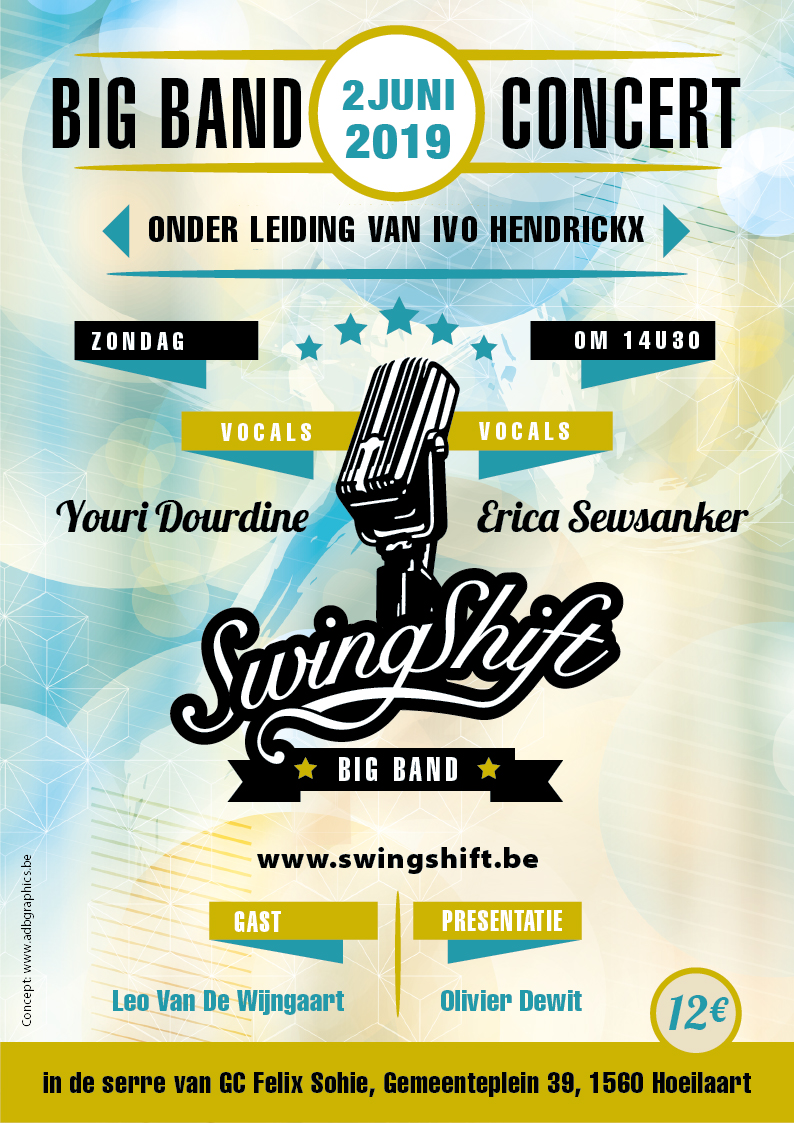 BIG BAND CONCERT
2 JUNI
2019
ONDER LEIDING VAN IVO HENDRICKX
ZONDAG
OM 14U30
VOCALS
VOCALS
Youri Dourdine
Erica Sewsanker
SwingShift
BIG BAND
www.swingshift.be
GAST
PRESENTATIE
Leo Van De Wijngaart
Olivier Dewit
12€
in de serre van GC Felix Sohie, Gemeenteplein 39, 1560 Hoeilaart
Concept: www.adbgraphics.be